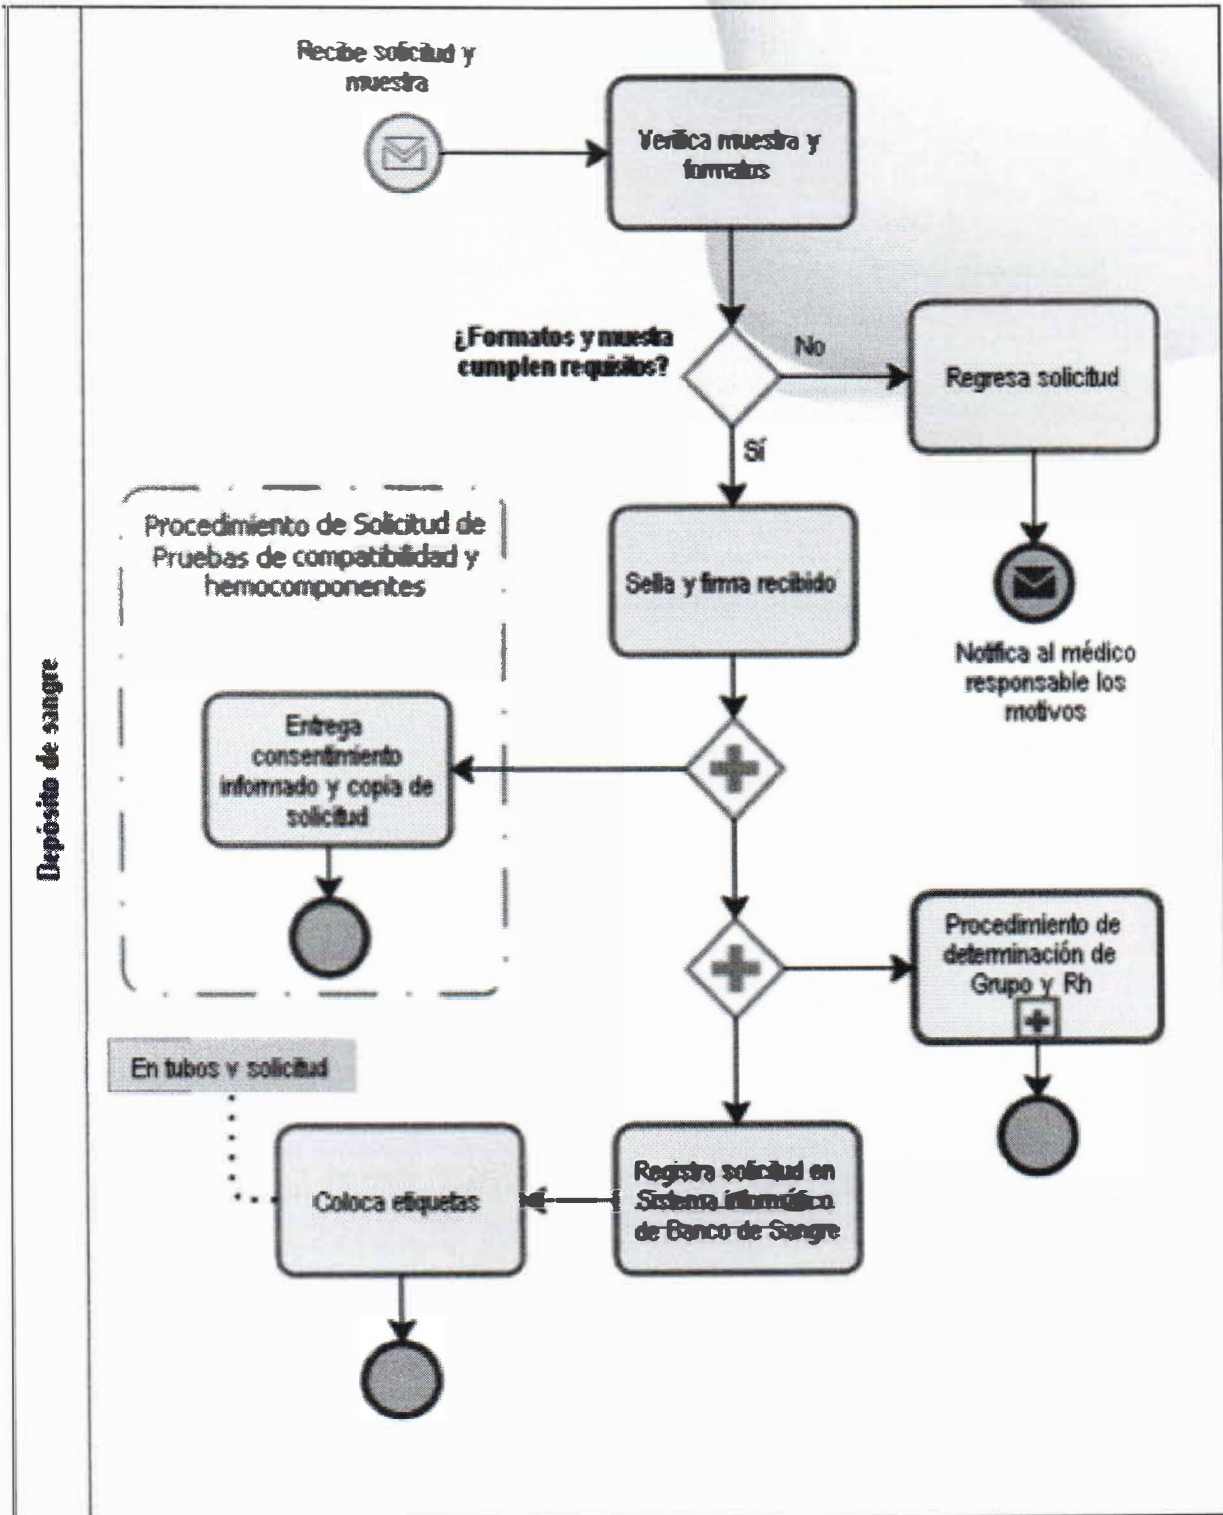 Recibe solicitud y
muestra
Verifica muestra y
formatos
¿Formatos y muestra
cumplen requisitos?
No
Regresa solicitud
Sí
Notifica al médico
responsable los
motivos
Sella y firma recibido
Procedimiento de Solicitud de
Pruebas de compatibilidad y
hemocomponentes
Entrega
consentimiento
informado y copia de
solicitud
Depósito de sangre
Procedimiento de
determinación de
Grupo y Rh
En tubos y solicitud
Coloca etiquetas
Registra solicitud en
Sistema informático
de Banco de Sangre